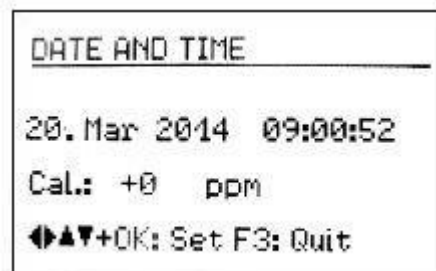 DATE AND TIME
20. Mar 2014 09:00:52
Cal.: +0 ppm
◀▶▲▼+OK: Set F3: Quit